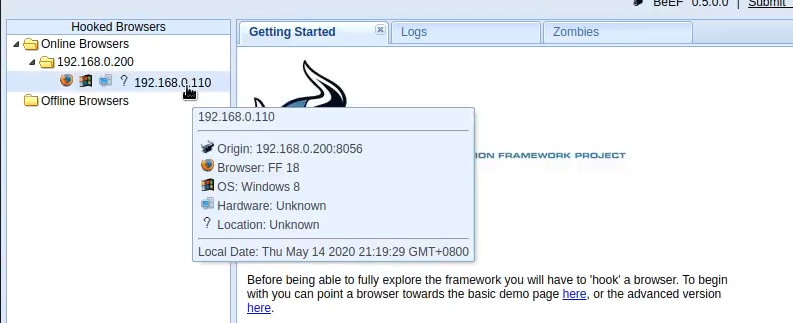 BeEF 0.5.0.0 | Submit
Hooked Browsers
Getting Started
Logs
Zombies
Online Browsers
192.168.0.200
? 192.168.0.110
Offline Browsers
192.168.0.110
Origin: 192.168.0.200:8056
Browser: FF 18
OS: Windows 8
Hardware: Unknown
? Location: Unknown
Local Date: Thu May 14 2020 21:19:29 GMT+0800
ION FRAMEWORK PROJECT
Before being able to fully explore the framework you will have to 'hook' a browser. To begin
with you can point a browser towards the basic demo page here, or the advanced version
here.